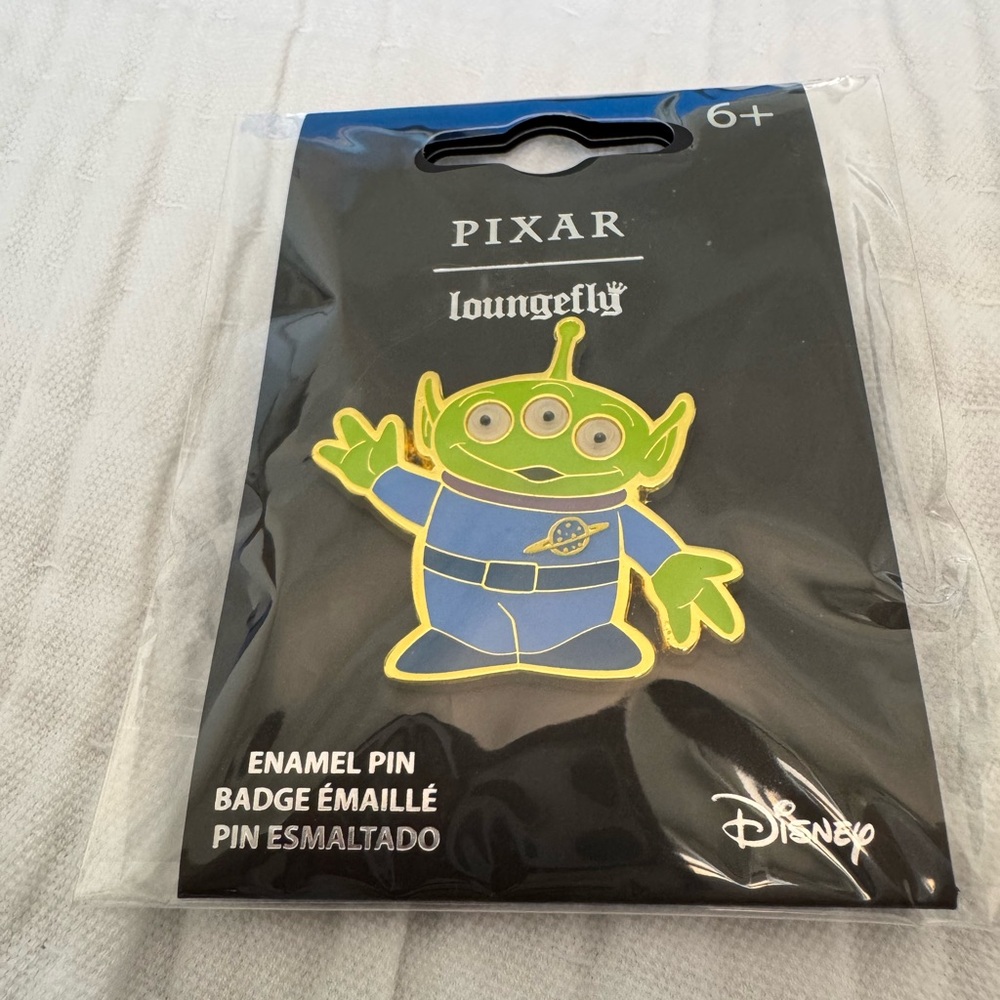 6+
PIXAR
loungefly
ENAMEL PIN
BADGE ÉMAILLÉ
PIN ESMALTADO
Disney